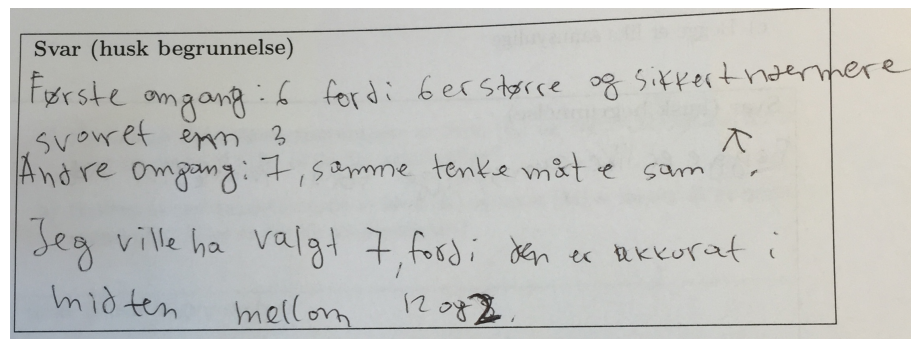 Svar (husk begrunnelse)
Første omgang: 6 fordi 6 er større og sikkert nærmere
svaret enn 3
Andre omgang: 7, samme tenke måte sam ↗.
Jeg ville ha valgt 7, fordi den er akkurat i
midten mellom 12 og 2.